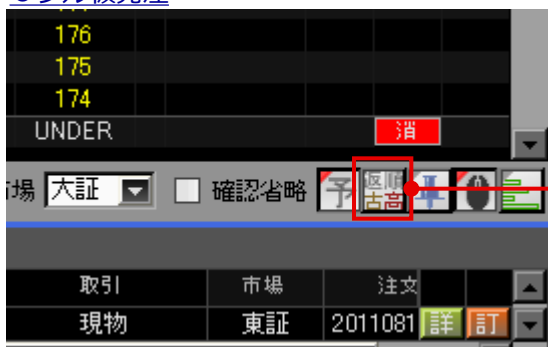 176
175
174
UNDER 消
場 大証 確認省略 予 返順古高
取引 市場 注文
現物 東証 2011081 詳 訂